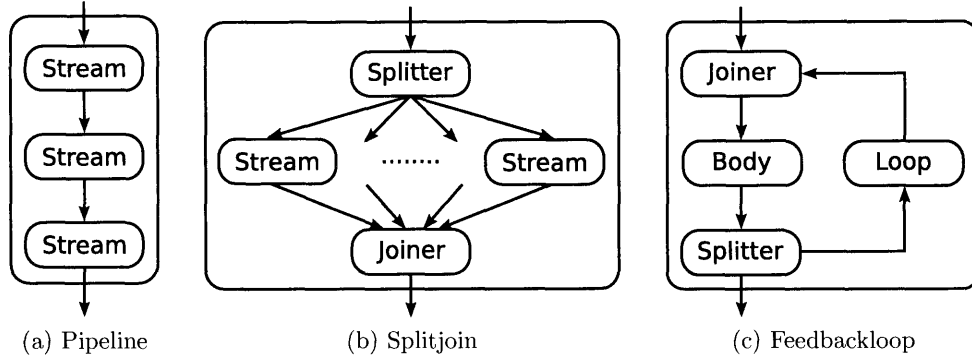 Stream
Stream
Stream
(a) Pipeline
Splitter
Stream ........ Stream
Joiner
(b) Splitjoin
Joiner
Body Loop
Splitter
(c) Feedbackloop